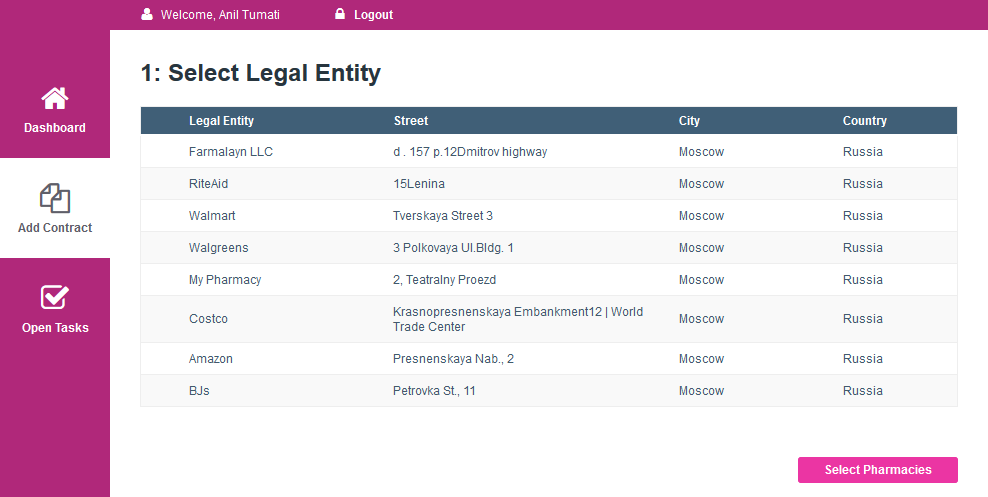 Welcome, Anil Tumati Logout
Dashboard
Add Contract
Open Tasks
1: Select Legal Entity
Legal Entity Street City Country
Farmalayn LLC d . 157 p.12Dmitrov highway Moscow Russia
RiteAid 15Lenina Moscow Russia
Walmart Tverskaya Street 3 Moscow Russia
Walgreens 3 Polkovaya Ul.Bldg. 1 Moscow Russia
My Pharmacy 2, Teatralny Proezd Moscow Russia
Costco Krasnopresnenskaya Embankment12 | World Moscow Russia
Trade Center
Amazon Presnenskaya Nab., 2 Moscow Russia
BJs Petrovka St., 11 Moscow Russia
Select Pharmacies